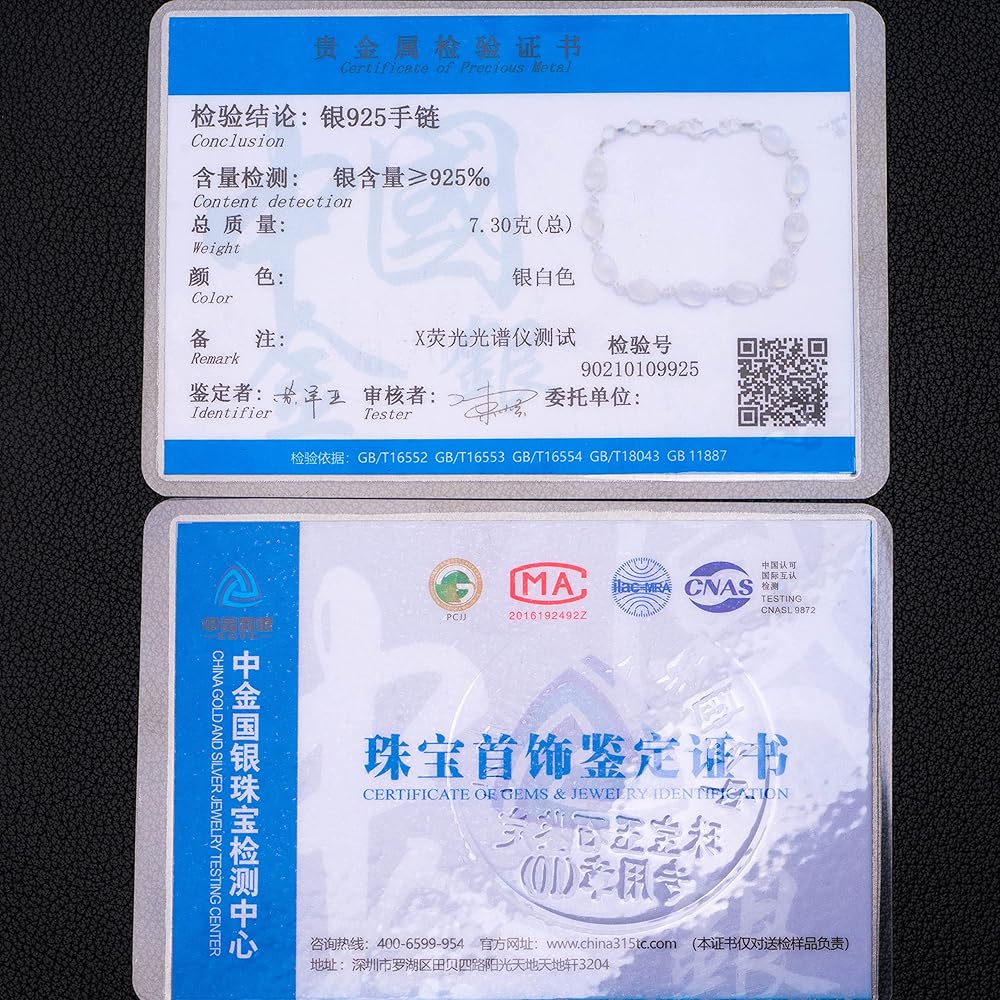 贵金属检验证书
Certificate of Precious Metal
检验结论: 银925手链
Conclusion
含量检测: 银含量≥925‰
Content detection
总质量: 7.30克(总)
Weight
颜色: 银白色
Color
备注: X荧光光谱仪测试
Remark
检验号
90210109925
鉴定者:
Identifier
审核者:
Tester
委托单位:
检验依据: GB/T16552 GB/T16553 GB/T16554 GB/T18043 GB 11887
中金国银珠宝检测中心
CHINA GOLD AND SILVER JEWELRY TESTING CENTER
PCJJ
MA
2016192492Z
ilac-MRA
CNAS
中国认可
国际互认
检测
TESTING
CNASL 9872
珠宝首饰鉴定证书
CERTIFICATE OF GEMS & JEWELRY IDENTIFICATION
咨询热线: 400-6599-954 官方网址: www.china315tc.com (本证书仅对送检样品负责)
地址: 深圳市罗湖区田贝四路阳光天地天地轩3204